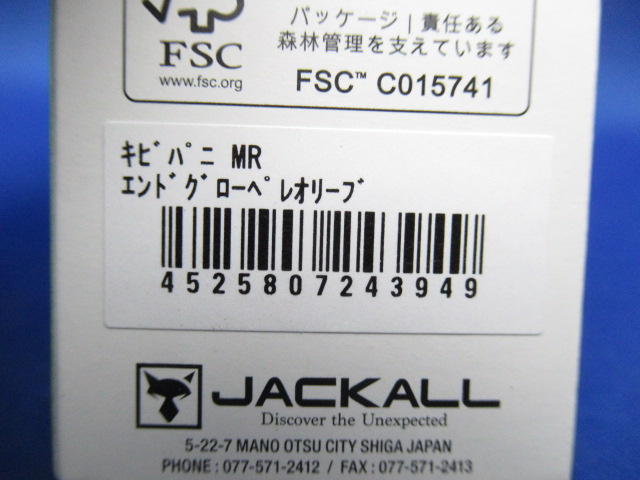 FSC
www.fsc.org
パッケージ | 責任ある
森林管理を支えています
FSC™ C015741
ｷﾋﾞﾊﾟﾆ MR
ｴﾝﾄﾞｸﾞﾛｰﾍﾟﾚｵﾘｰﾌﾞ
4525807243949
JACKALL
Discover the Unexpected
5-22-7 MANO OTSU CITY SHIGA JAPAN
PHONE : 077-571-2412 / FAX : 077-571-2413